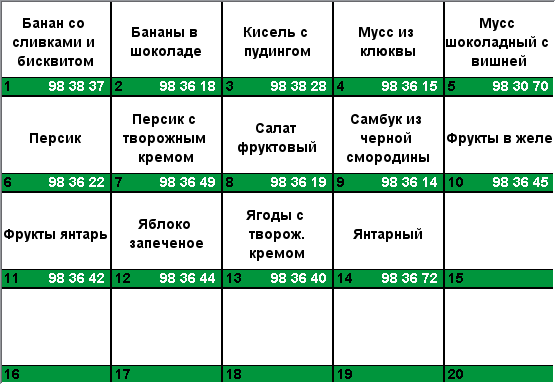 Банан со
сливками и
бисквитом
1 98 38 37
Бананы в
шоколаде
2 98 36 18
Кисель с
пудингом
3 98 38 28
Мусс из
клюквы
4 98 36 15
Мусс
шоколадный с
вишней
5 98 30 70
Персик
6 98 36 22
Персик с
творожным
кремом
7 98 36 49
Салат
фруктовый
8 98 36 19
Самбук из
черной
смородины
9 98 36 14
Фрукты в желе
10 98 36 45
Фрукты янтарь
11 98 36 42
Яблоко
запеченое
12 98 36 44
Ягоды с
творож.
кремом
13 98 36 40
Янтарный
14 98 36 72
15
16
17
18
19
20